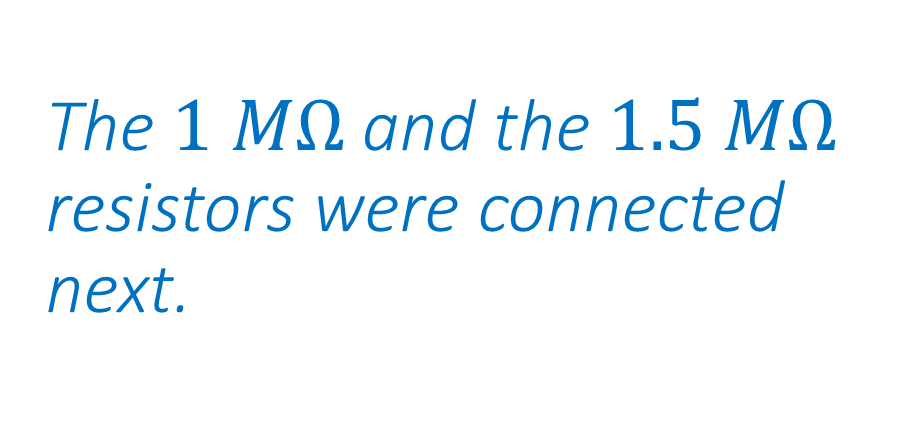 The 1 MΩ and the 1.5 MΩ
resistors were connected
next.